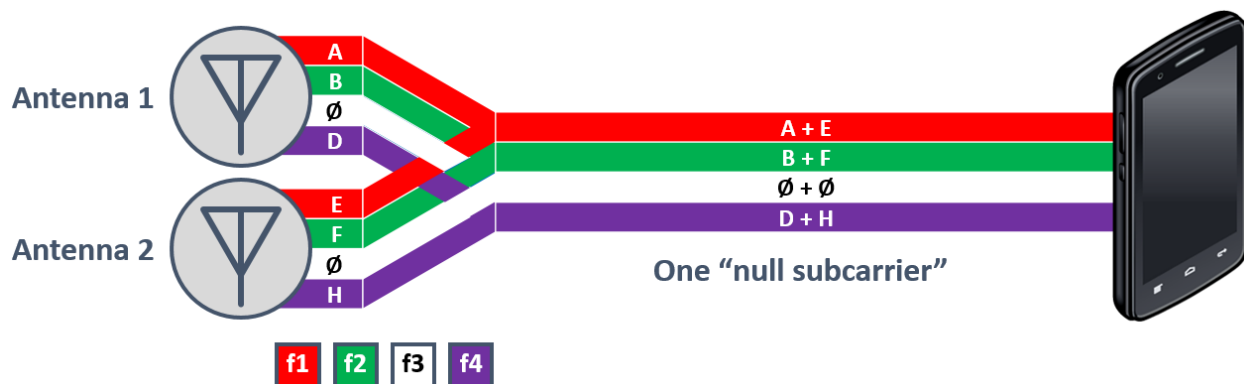 Antenna 1
A
B
Ø
D
Antenna 2
E
F
Ø
H
A + E
B + F
Ø + Ø
D + H
One “null subcarrier”
f1 f2 f3 f4